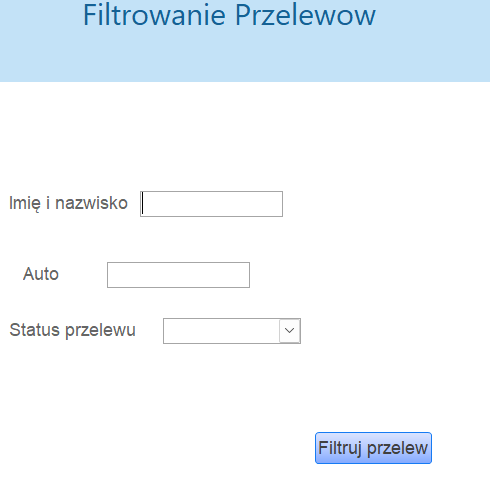 Filtrowanie Przelewow
Imię i nazwisko
Auto
Status przelewu
Filtruj przelew